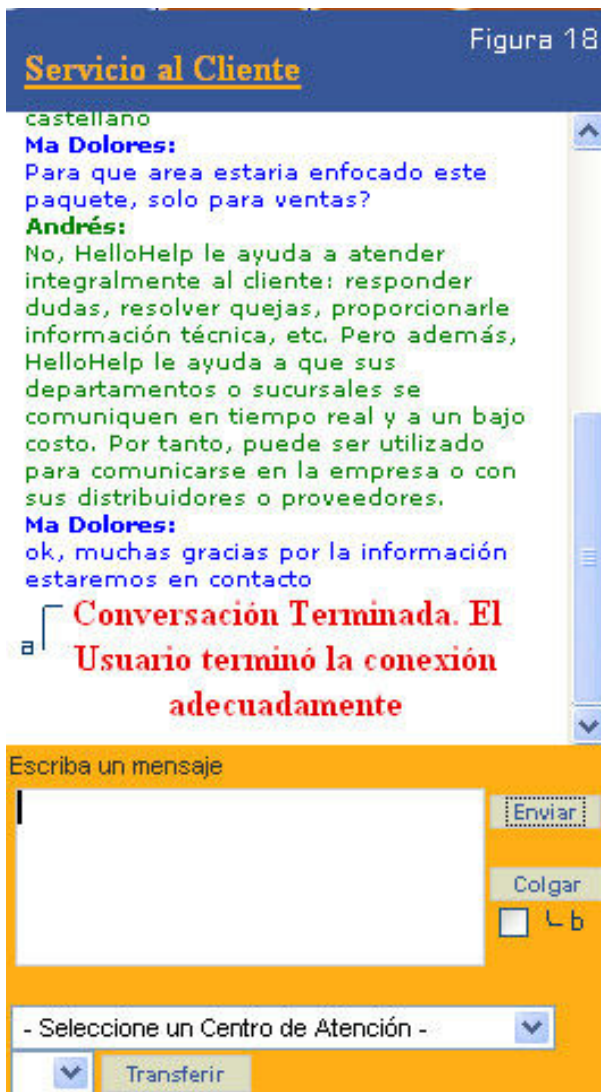 Figura 18
Servicio al Cliente
castellano
Ma Dolores:
Para que area estaria enfocado este
paquete, solo para ventas?
Andrés:
No, HelloHelp le ayuda a atender
integralmente al cliente: responder
dudas, resolver quejas, proporcionarle
información técnica, etc. Pero además,
HelloHelp le ayuda a que sus
departamentos o sucursales se
comuniquen en tiempo real y a un bajo
costo. Por tanto, puede ser utilizado
para comunicarse en la empresa o con
sus distribuidores o proveedores.
Ma Dolores:
ok, muchas gracias por la información
estaremos en contacto
a
Conversación Terminada. El
Usuario terminó la conexión
adecuadamente
Escriba un mensaje
Enviar
Colgar
b
- Seleccione un Centro de Atención -
Transferir